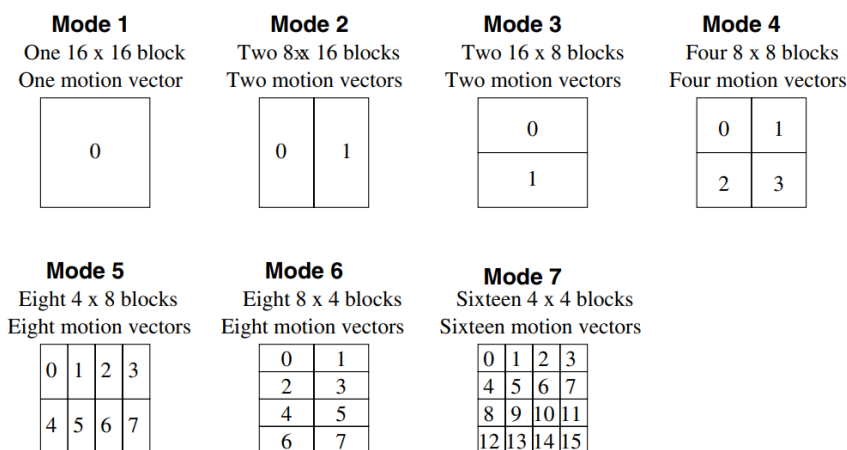 Mode 1
One 16 x 16 block
One motion vector
0
Mode 2
Two 8xx 16 blocks
Two motion vectors
0 1
Mode 3
Two 16 x 8 blocks
Two motion vectors
0
1
Mode 4
Four 8 x 8 blocks
Four motion vectors
0 1
2 3
Mode 5
Eight 4 x 8 blocks
Eight motion vectors
0 1 2 3
4 5 6 7
Mode 6
Eight 8 x 4 blocks
Eight motion vectors
0 1
2 3
4 5
6 7
Mode 7
Sixteen 4 x 4 blocks
Sixteen motion vectors
0 1 2 3
4 5 6 7
8 9 10 11
12 13 14 15